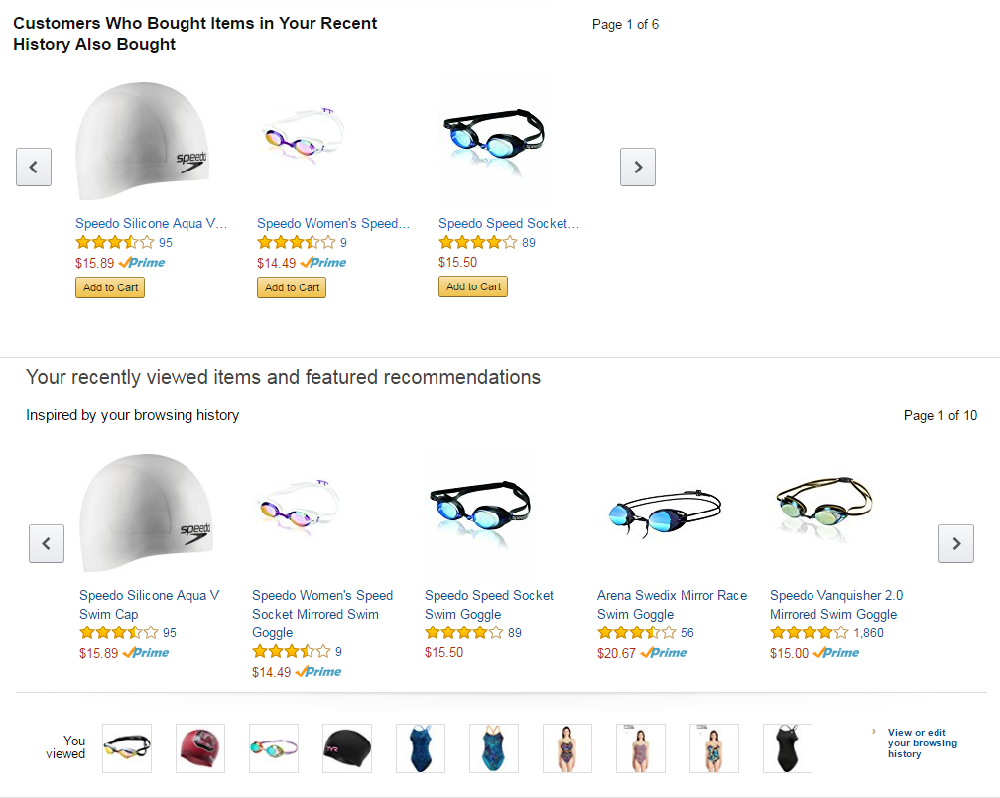 Customers Who Bought Items in Your Recent
History Also Bought
Page 1 of 6
speedo
Speedo Silicone Aqua V...
95
$15.89 Prime
Add to Cart
Speedo Women's Speed...
9
$14.49 Prime
Add to Cart
Speedo Speed Socket...
89
$15.50
Add to Cart
Your recently viewed items and featured recommendations
Inspired by your browsing history
Page 1 of 10
speedo
Speedo Silicone Aqua V
Swim Cap
95
$15.89 Prime
Speedo Women's Speed
Socket Mirrored Swim
Goggle
9
$14.49 Prime
Speedo Speed Socket
Swim Goggle
89
$15.50
Arena Swedix Mirror Race
Swim Goggle
56
$20.67 Prime
Speedo Vanquisher 2.0
Mirrored Swim Goggle
1,860
$15.00 Prime
You
viewed
TYR
View or edit
your browsing
history